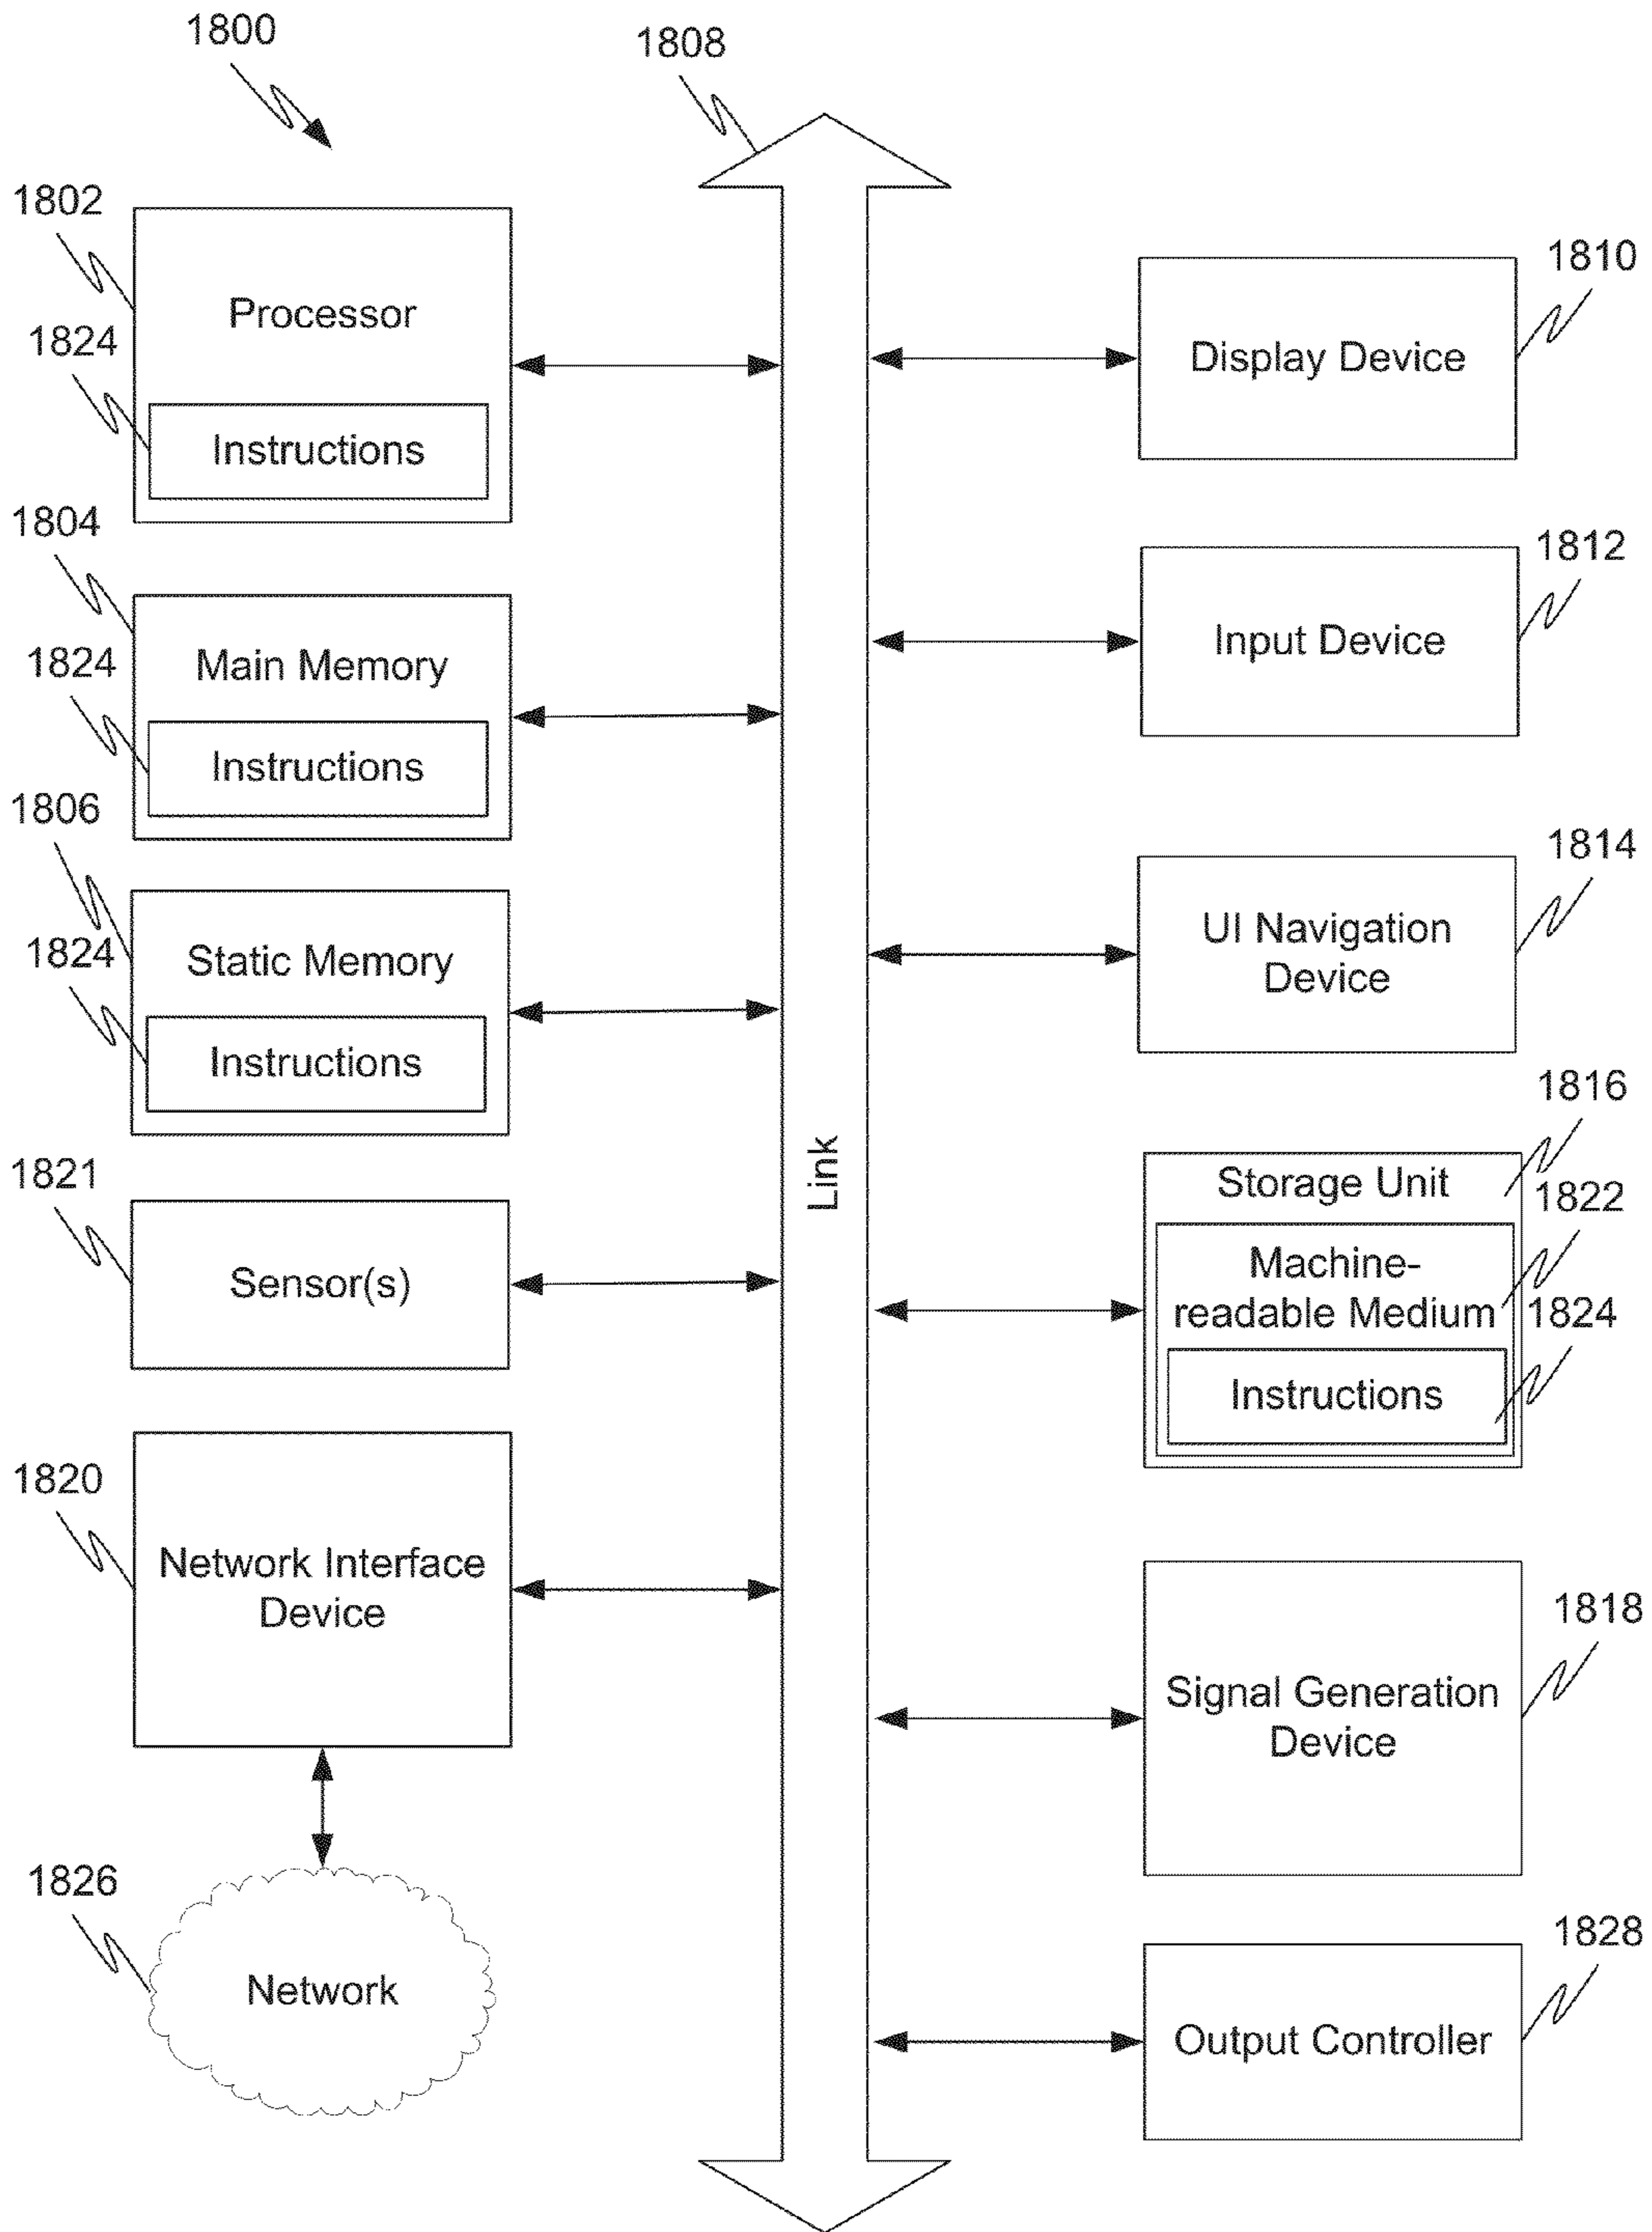 1800
1808
1802
Processor
1824
Instructions
1804
Main Memory
1824
Instructions
1806
Static Memory
1824
Instructions
1821
Sensor(s)
1820
Network Interface
Device
1826
Network
Link
1810
Display Device
1812
Input Device
1814
UI Navigation
Device
1816
Storage Unit
1822
Machine-
readable Medium
1824
Instructions
1818
Signal Generation
Device
1828
Output Controller